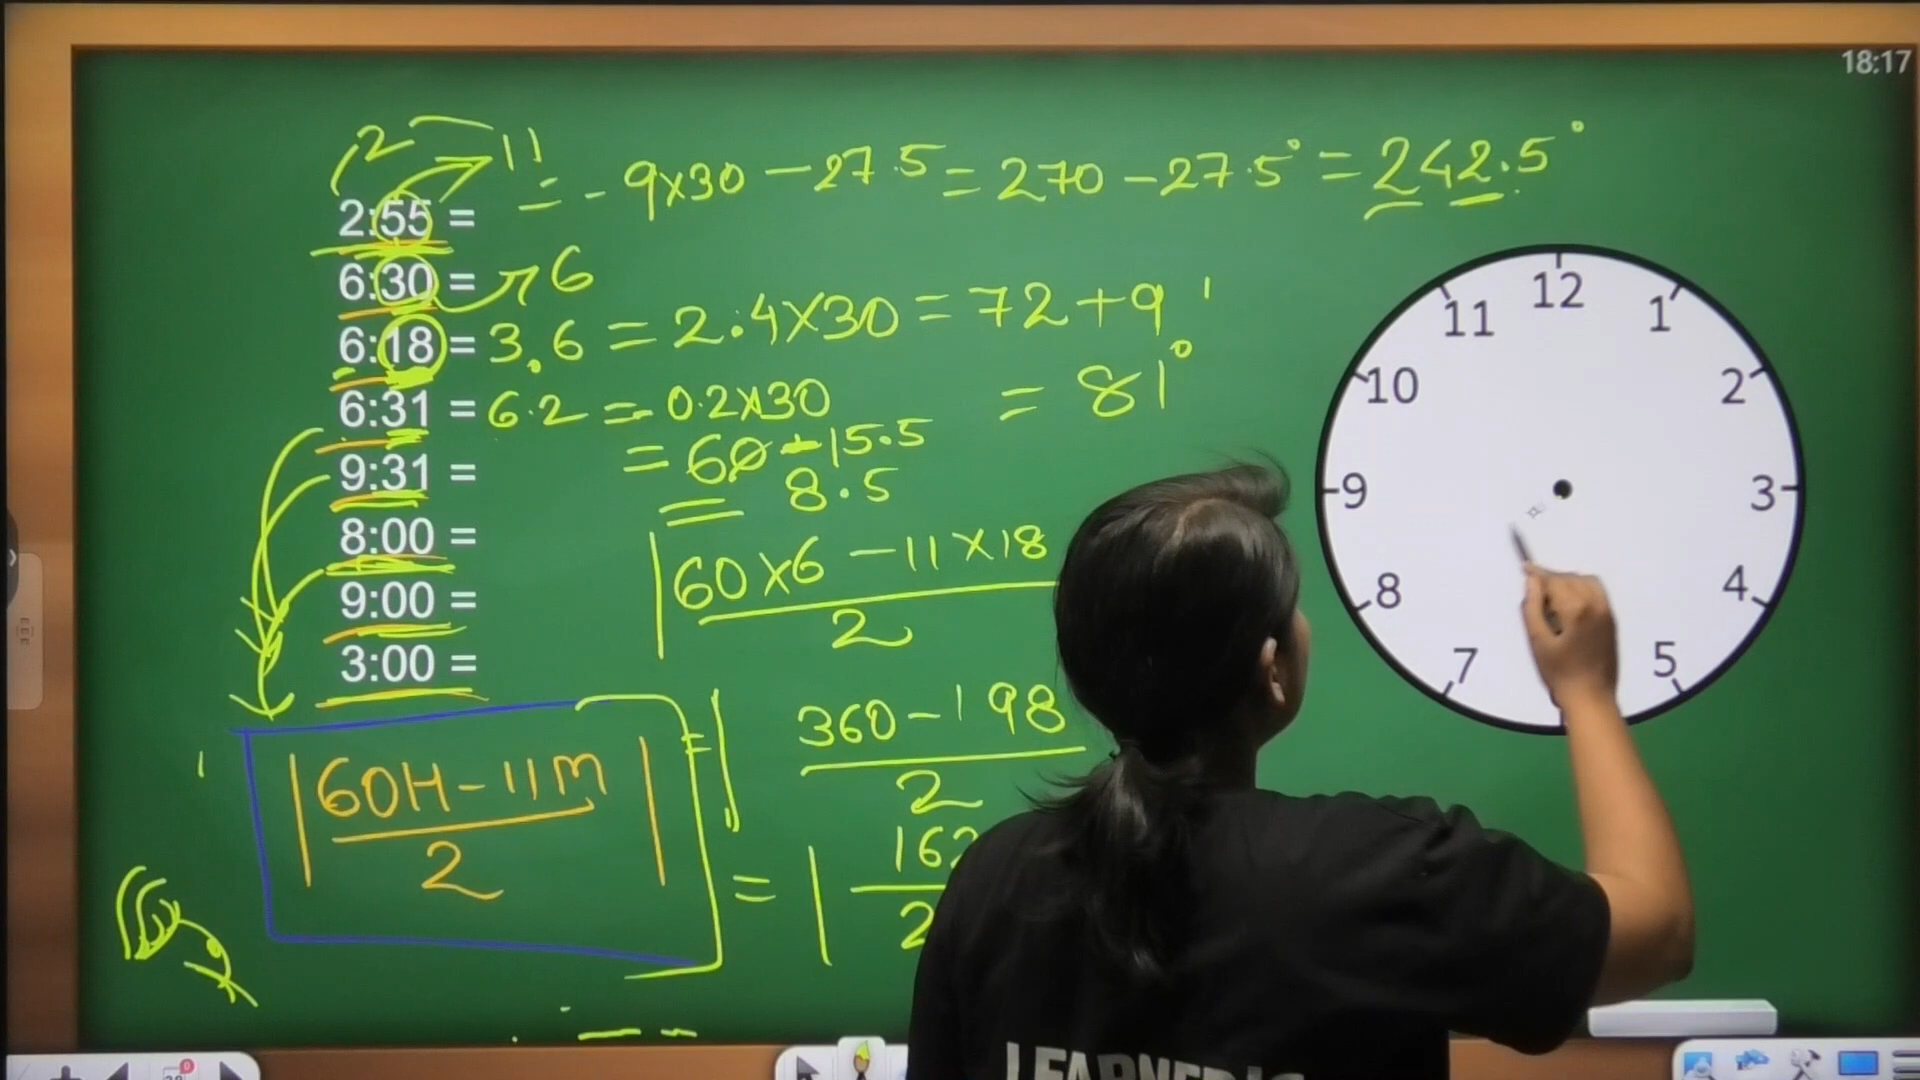 18:17
2 11
2:55 = = - 9x30 - 27.5 = 270 - 27.5° = 242.5°
6:30 = 6
6:18 = 3.6 = 2.4x30 = 72 + 9
= 81°
6:31 = 6.2 = 0.2x30
= 60 - 15.5
8.5
9:31 =
8:00 =
9:00 =
3:00 =
|60x6 - 11x18
2
|60H - 11m|
2
= | 360 - 198
2
= | 162
2
12
1
2
3
4
5
7
8
9
10
11
LEARNER'S